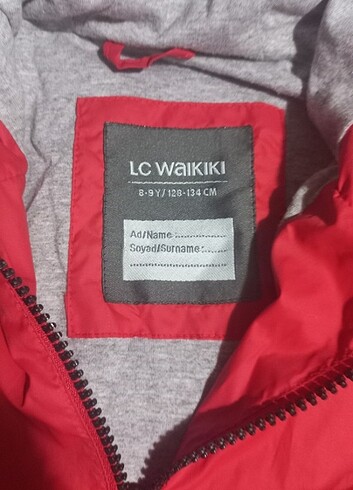 LC WAIKIKI
8-9Y/128-134 CM
Ad/Name:...............
Soyad/Surname:.......